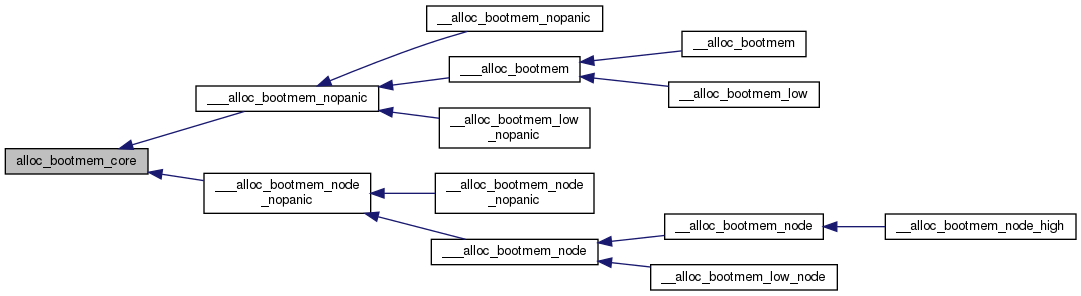 __alloc_bootmem_nopanic
__alloc_bootmem
___alloc_bootmem
__alloc_bootmem_low
___alloc_bootmem_nopanic
__alloc_bootmem_low
_nopanic
alloc_bootmem_core
___alloc_bootmem_node
_nopanic
__alloc_bootmem_node
_nopanic
__alloc_bootmem_node
__alloc_bootmem_node_high
___alloc_bootmem_node
__alloc_bootmem_low_node